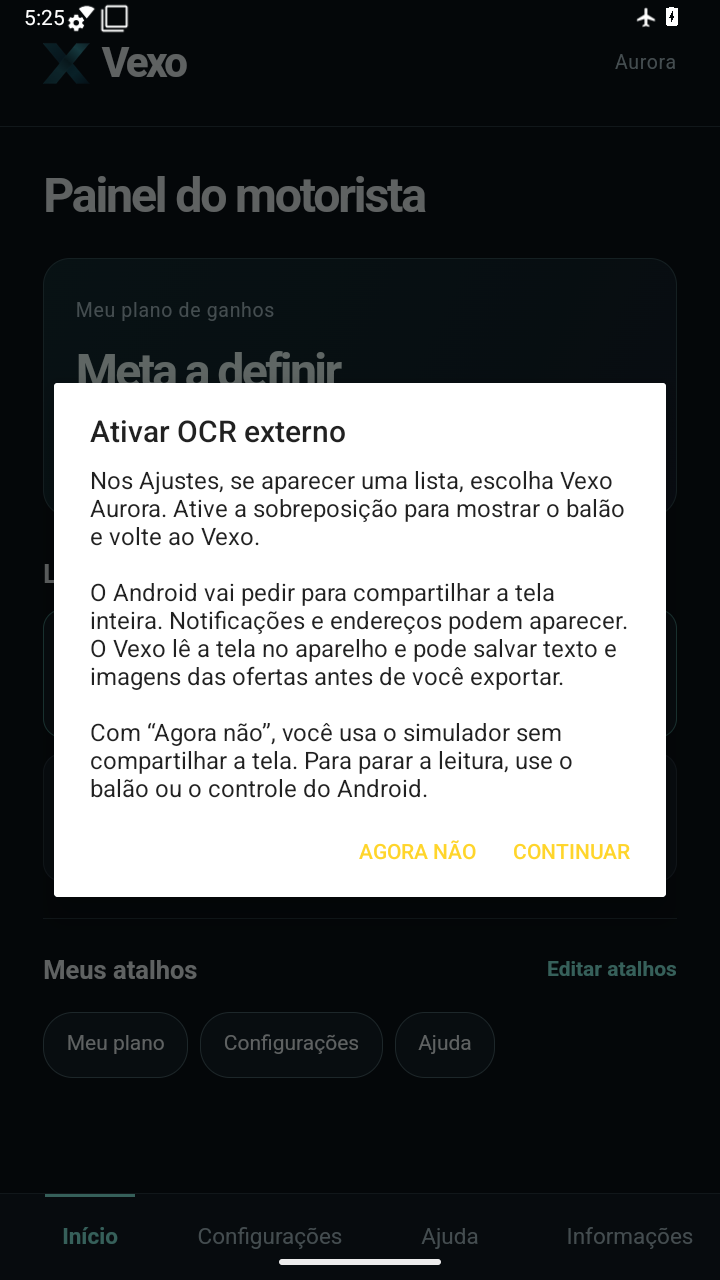 5:25
Vexo
Aurora
Painel do motorista
Meu plano de ganhos
Meta a definir
Ativar OCR externo
Nos Ajustes, se aparecer uma lista, escolha Vexo
Aurora. Ative a sobreposição para mostrar o balão
e volte ao Vexo.
O Android vai pedir para compartilhar a tela
inteira. Notificações e endereços podem aparecer.
O Vexo lê a tela no aparelho e pode salvar texto e
imagens das ofertas antes de você exportar.
Com “Agora não”, você usa o simulador sem
compartilhar a tela. Para parar a leitura, use o
balão ou o controle do Android.
AGORA NÃO CONTINUAR
Meus atalhos
Editar atalhos
Meu plano
Configurações
Ajuda
Início
Configurações
Ajuda
Informações